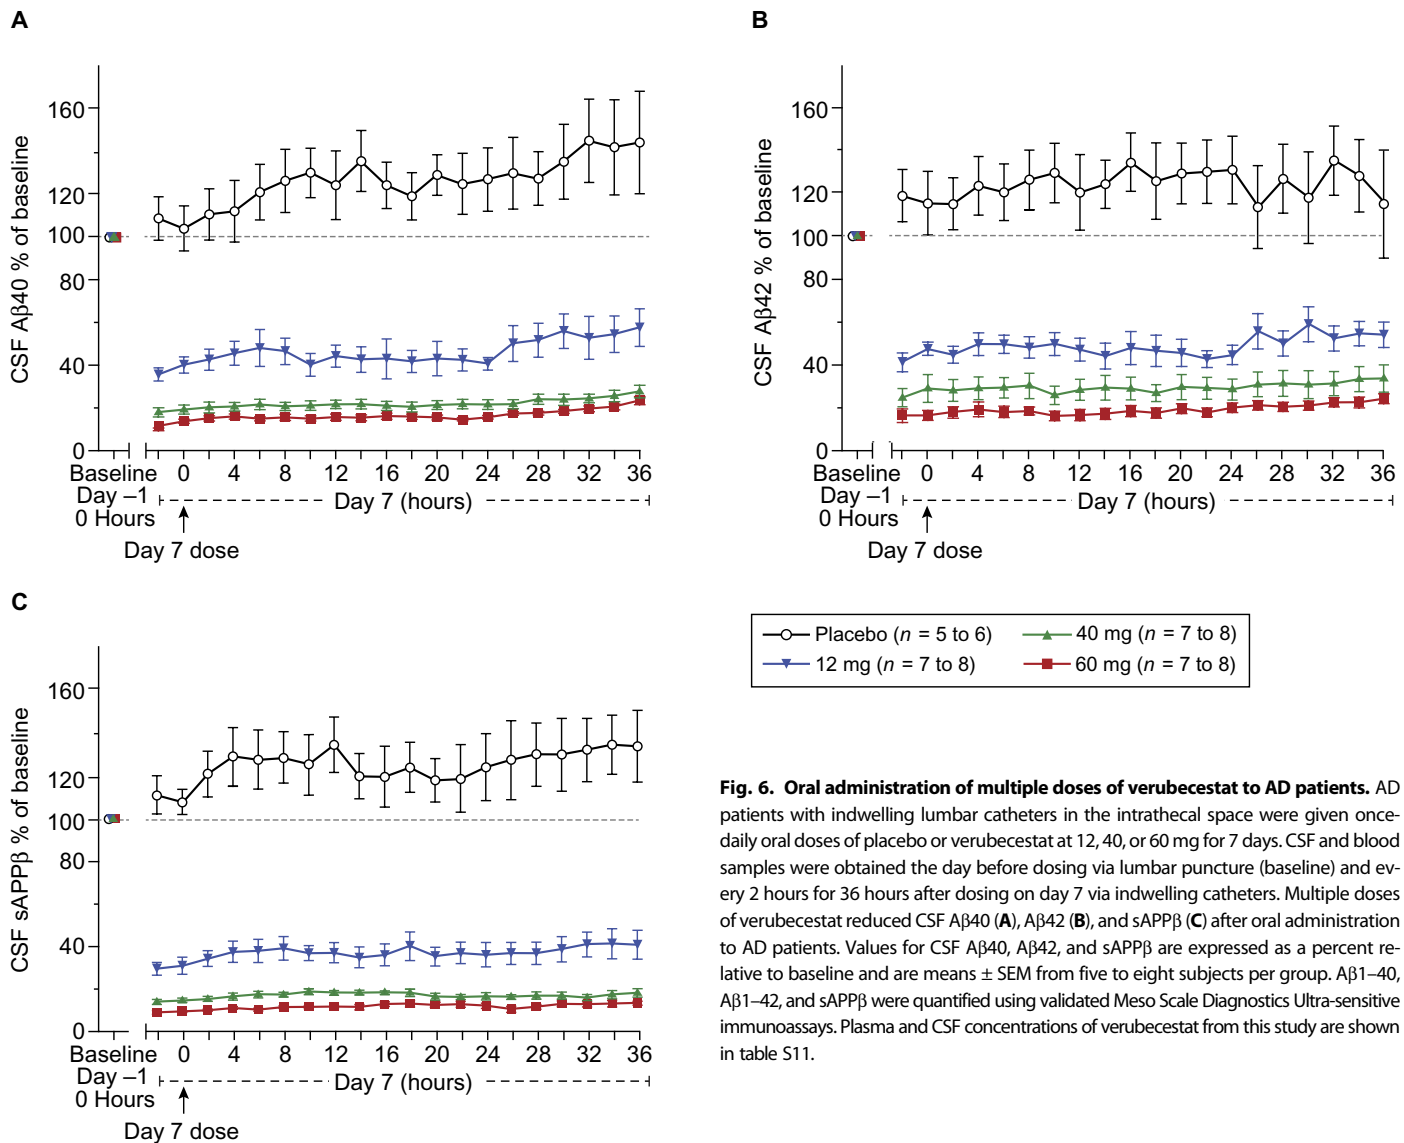 A
CSF Aβ40 % of baseline
160
120
100
80
40
0
Baseline
Day –1
0 Hours
0 4 8 12 16 20 24 28 32 36
Day 7 (hours)
Day 7 dose
B
CSF Aβ42 % of baseline
160
120
100
80
40
0
Baseline
Day –1
0 Hours
0 4 8 12 16 20 24 28 32 36
Day 7 (hours)
Day 7 dose
C
CSF sAPPβ % of baseline
160
120
100
80
40
0
Baseline
Day –1
0 Hours
0 4 8 12 16 20 24 28 32 36
Day 7 (hours)
Day 7 dose
Placebo (n = 5 to 6)
40 mg (n = 7 to 8)
12 mg (n = 7 to 8)
60 mg (n = 7 to 8)
Fig. 6. Oral administration of multiple doses of verubecestat to AD patients. AD
patients with indwelling lumbar catheters in the intrathecal space were given once-
daily oral doses of placebo or verubecestat at 12, 40, or 60 mg for 7 days. CSF and blood
samples were obtained the day before dosing via lumbar puncture (baseline) and ev-
ery 2 hours for 36 hours after dosing on day 7 via indwelling catheters. Multiple doses
of verubecestat reduced CSF Aβ40 (A), Aβ42 (B), and sAPPβ (C) after oral administration
to AD patients. Values for CSF Aβ40, Aβ42, and sAPPβ are expressed as a percent re-
lative to baseline and are means ± SEM from five to eight subjects per group. Aβ1–40,
Aβ1–42, and sAPPβ were quantified using validated Meso Scale Diagnostics Ultra-sensitive
immunoassays. Plasma and CSF concentrations of verubecestat from this study are shown
in table S11.